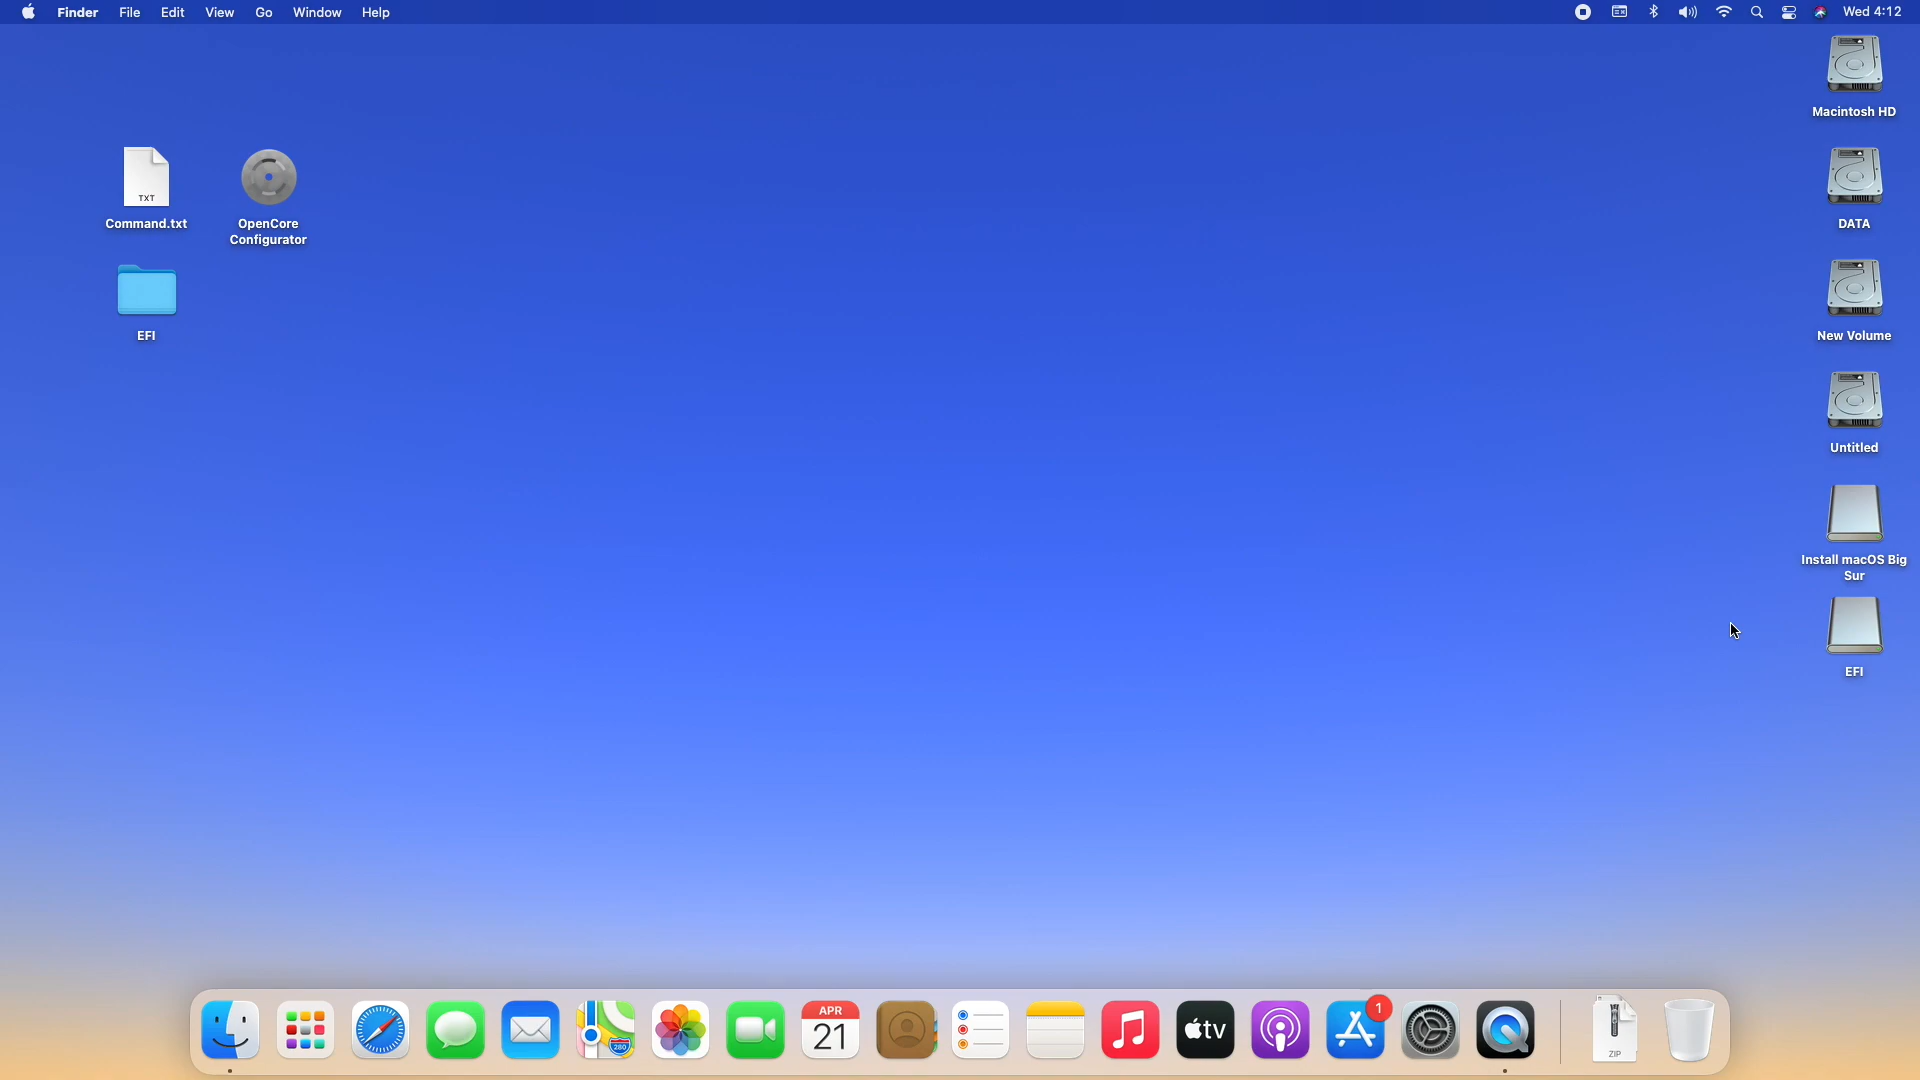 Finder File Edit View Go Window Help Wed 4:12
Macintosh HD
TXT
Command.txt
OpenCore
Configurator
DATA
EFI
New Volume
Untitled
Install macOS Big
Sur
EFI
280
APR
21
tv
1
ZIP